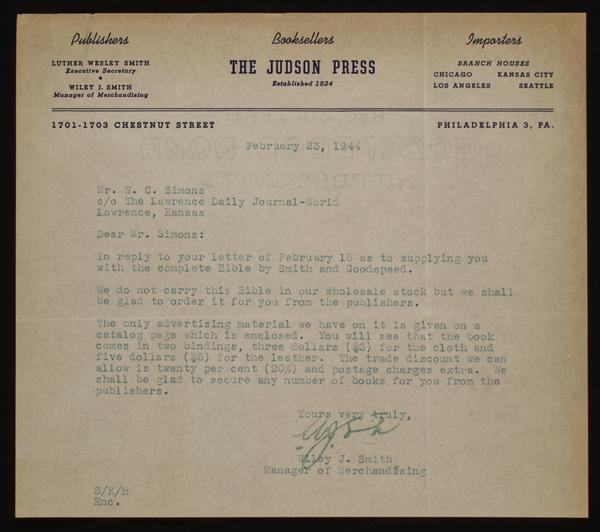 Publishers Booksellers Importers
LUTHER WESLEY SMITH
Executive Secretary
•
WILEY J. SMITH
Manager of Merchandising
THE JUDSON PRESS
Established 1824
BRANCH HOUSES
CHICAGO KANSAS CITY
LOS ANGELES SEATTLE
1701-1703 CHESTNUT STREET PHILADELPHIA 3, PA.
February 23, 1944
Mr. W. C. Simons
c/o The Lawrence Daily Journal-World
Lawrence, Kansas
Dear Mr. Simons:
In reply to your letter of February 18 as to supplying you
with the complete Bible by Smith and Goodspeed.
We do not carry this Bible in our wholesale stock but we shall
be glad to order it for you from the publishers.
The only advertising material we have on it is given on a
catalog page which is enclosed. You will see that the book
comes in two bindings, three dollars ($3) for the cloth and
five dollars ($5) for the leather. The trade discount we can
allow is twenty per cent (20%) and postage charges extra. We
shall be glad to secure any number of books for you from the
publishers.
Yours very truly,
Wiley J. Smith
Manager of Merchandising
S/K/h
Enc.